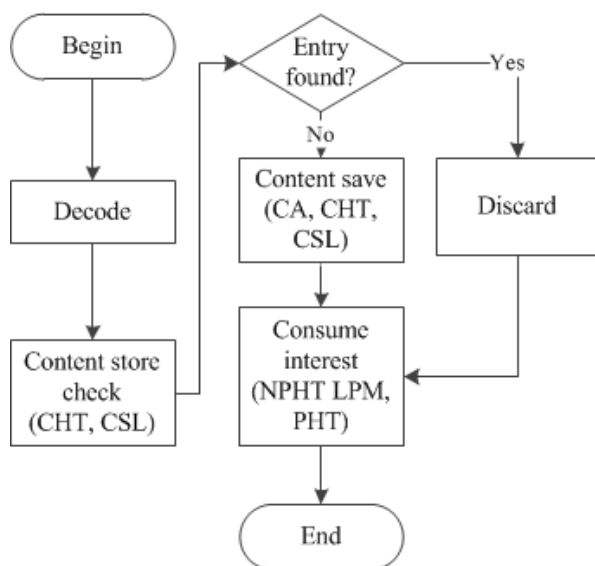 Begin
Decode
Content store
check
(CHT, CSL)
Entry
found?
Yes
No
Content save
(CA, CHT,
CSL)
Discard
Consume
interest
(NPHT LPM,
PHT)
End